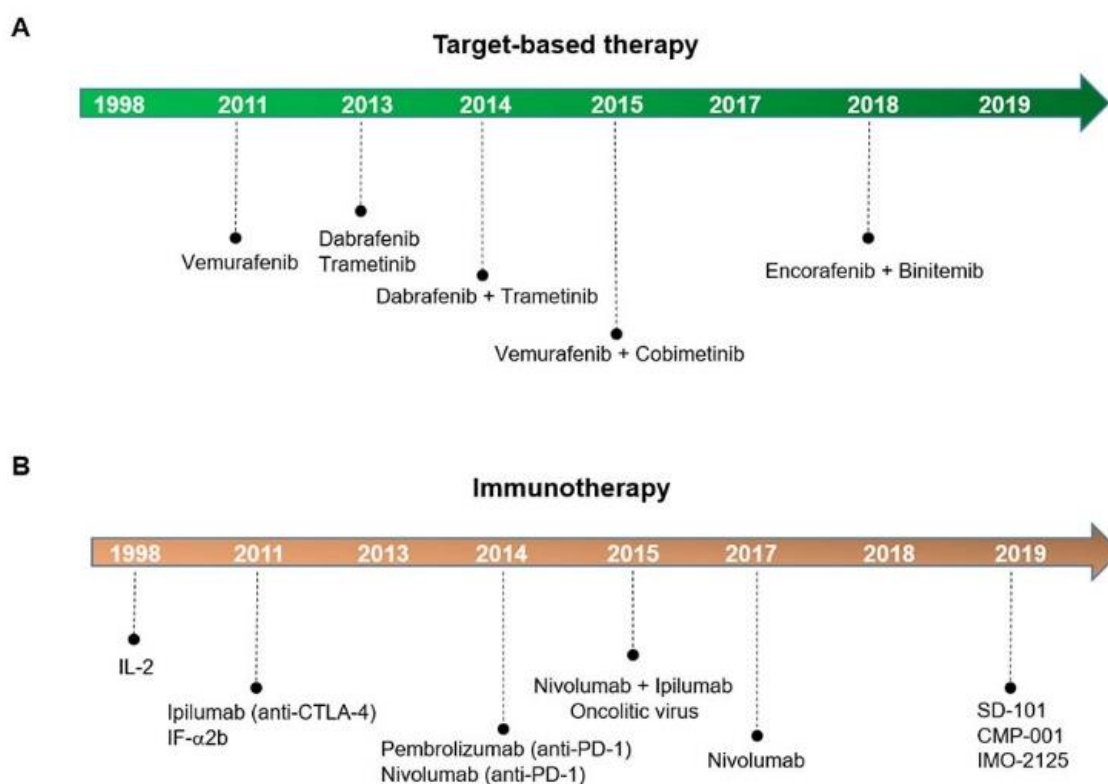 A
Target-based therapy
1998 2011 2013 2014 2015 2017 2018 2019
Vemurafenib
Dabrafenib
Trametinib
Dabrafenib + Trametinib
Vemurafenib + Cobimetinib
Encorafenib + Binitemib
B
Immunotherapy
1998 2011 2013 2014 2015 2017 2018 2019
IL-2
Ipilumab (anti-CTLA-4)
IF-α2b
Pembrolizumab (anti-PD-1)
Nivolumab (anti-PD-1)
Nivolumab + Ipilumab
Oncolitic virus
Nivolumab
SD-101
CMP-001
IMO-2125